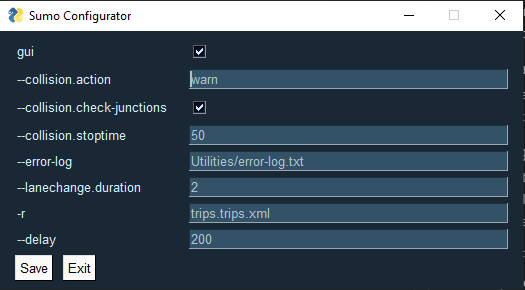 Sumo Configurator
gui
--collision.action warn
--collision.check-junctions
--collision.stoptime 50
--error-log Utilities/error-log.txt
--lanechange.duration 2
-r trips.trips.xml
--delay 200
Save Exit